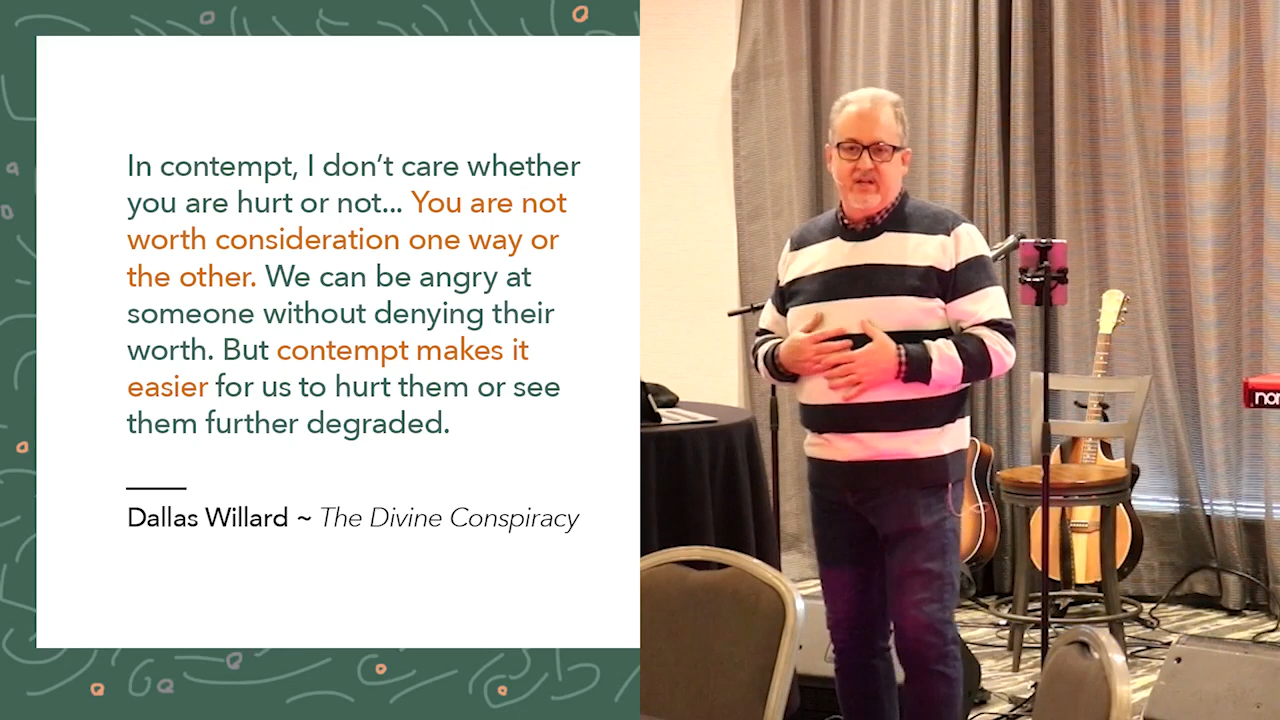 In contempt, I don't care whether
you are hurt or not... You are not
worth consideration one way or
the other. We can be angry at
someone without denying their
worth. But contempt makes it
easier for us to hurt them or see
them further degraded.
Dallas Willard ~ The Divine Conspiracy